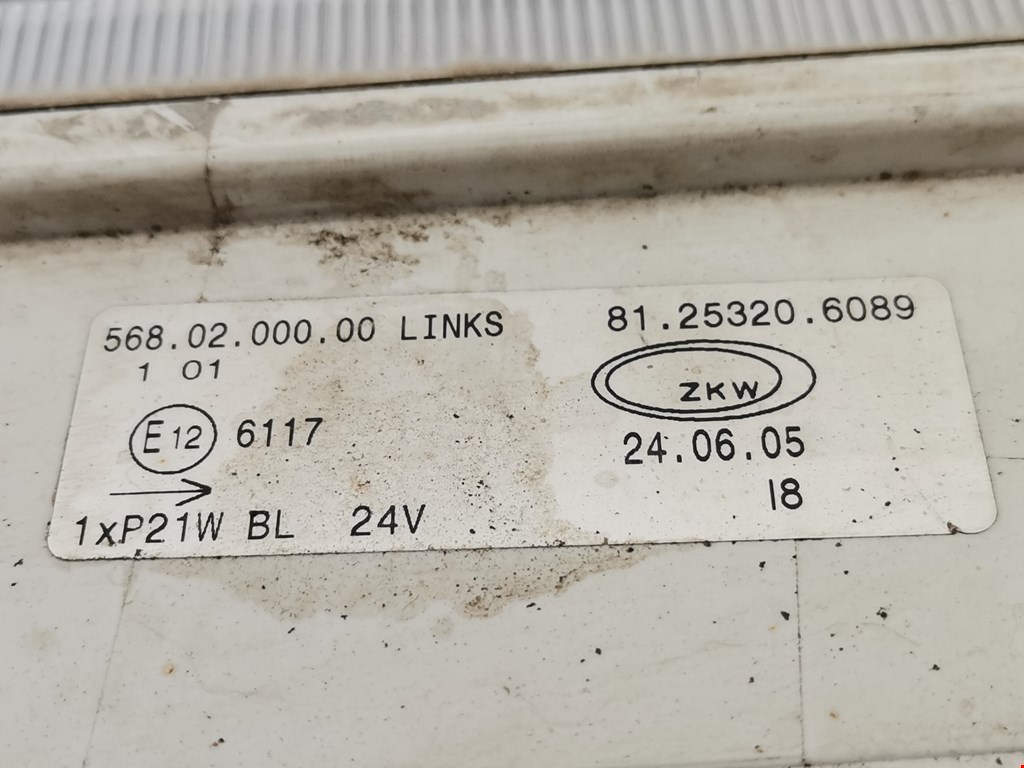 568.02.000.00 LINKS 81.25320.6089
1 01
ZKW
E12 6117
24.06.05
18
1xP21W BL 24V